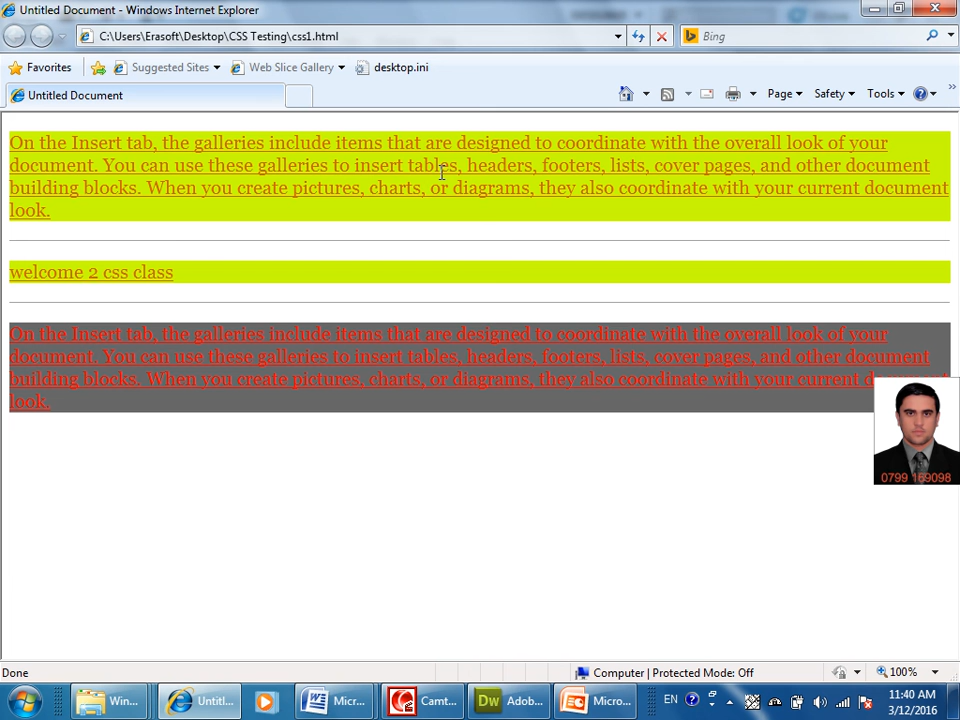 Untitled Document - Windows Internet Explorer
C:\Users\Erasoft\Desktop\CSS Testing\css1.html
Bing
Favorites
Suggested Sites
Web Slice Gallery
desktop.ini
Untitled Document
Page
Safety
Tools
»
On the Insert tab, the galleries include items that are designed to coordinate with the overall look of your
document. You can use these galleries to insert tables, headers, footers, lists, cover pages, and other document
building blocks. When you create pictures, charts, or diagrams, they also coordinate with your current document
look.
welcome 2 css class
On the Insert tab, the galleries include items that are designed to coordinate with the overall look of your
document. You can use these galleries to insert tables, headers, footers, lists, cover pages, and other document
building blocks. When you create pictures, charts, or diagrams, they also coordinate with your current document
look.
0799 169098
Done
Computer | Protected Mode: Off
100%
Win...
Untitl...
Micr...
Camt...
Dw Adob...
Micro...
EN
11:40 AM
3/12/2016